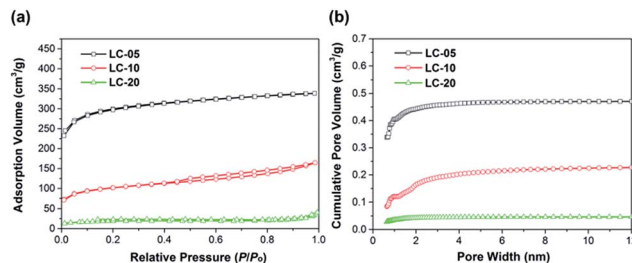 (a)
Adsorption Volume (cm³/g)
450
400
350
300
250
200
150
100
50
0
LC-05
LC-10
LC-20
0.0 0.2 0.4 0.6 0.8 1.0
Relative Pressure (P/P₀)
(b)
Cumulative Pore Volume (cm³/g)
0.6
0.5
0.4
0.3
0.2
0.1
0.0
LC-05
LC-10
LC-20
0 2 4 6 8 10 12
Pore Width (nm)